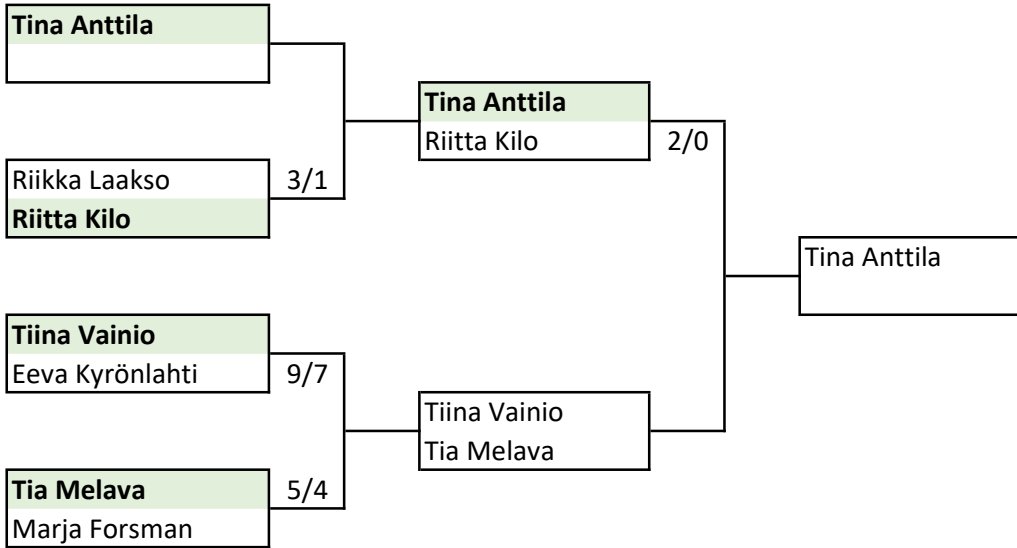 Tina Anttila
Riikka Laakso 3/1
Riitta Kilo
Tiina Vainio
Eeva Kyrönlahti 9/7
Tia Melava 5/4
Marja Forsman
Tina Anttila
Riitta Kilo 2/0
Tiina Vainio
Tia Melava
Tina Anttila